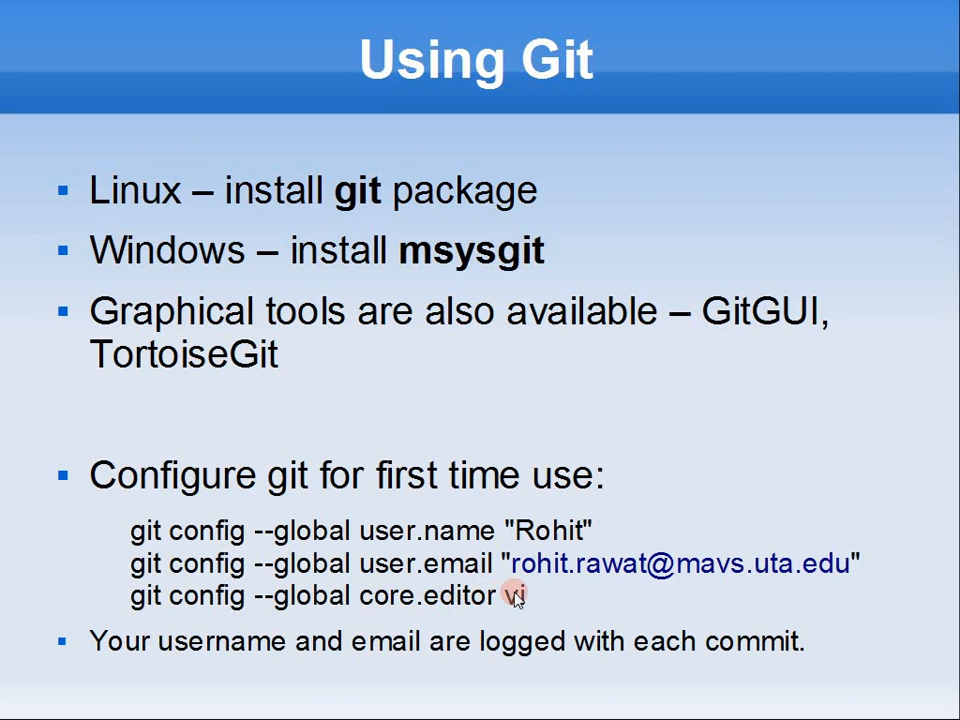 Using Git
Linux – install git package
Windows – install msysgit
Graphical tools are also available – GitGUI,
TortoiseGit
Configure git for first time use:
git config --global user.name "Rohit"
git config --global user.email "rohit.rawat@mavs.uta.edu"
git config --global core.editor vi
Your username and email are logged with each commit.